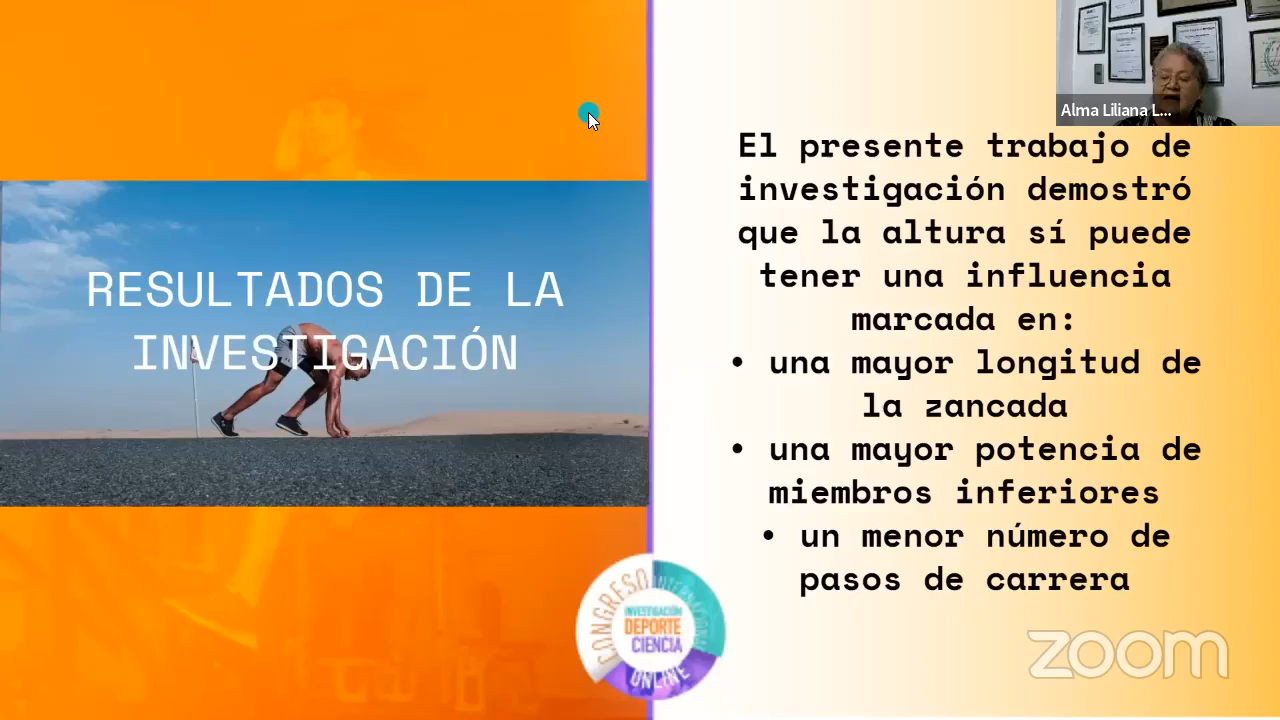 Alma Liliana L...
RESULTADOS DE LA
INVESTIGACIÓN
El presente trabajo de
investigación demostró
que la altura sí puede
tener una influencia
marcada en:
• una mayor longitud de
la zancada
• una mayor potencia de
miembros inferiores
• un menor número de
pasos de carrera
CONGRESO INTERNACIONAL
INVESTIGACIÓN
DEPORTE
CIENCIA
ONLINE
zoom